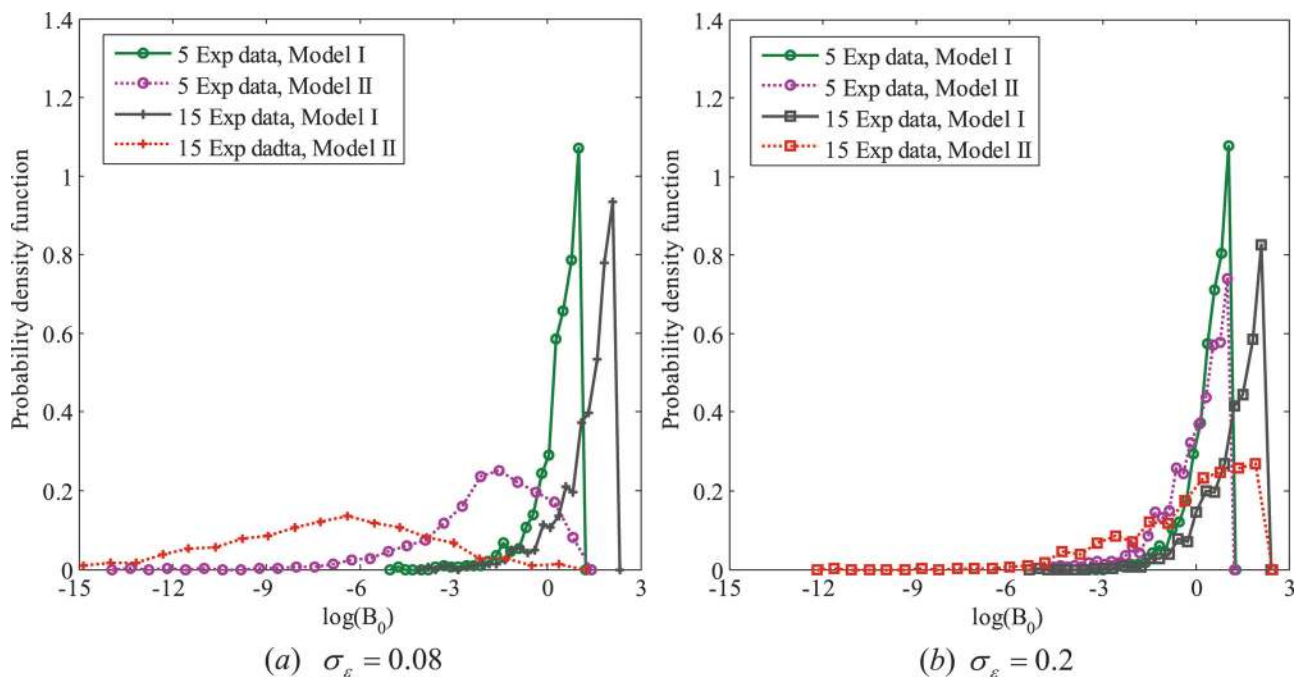 1.4
5 Exp data, Model I
5 Exp data, Model II
15 Exp data, Model I
15 Exp dadta, Model II
1.2
1
0.8
0.6
0.4
0.2
0
Probability density function
-15 -12 -9 -6 -3 0 3
log(B₀)
(a) σ_ε = 0.08
1.4
5 Exp data, Model I
5 Exp data, Model II
15 Exp data, Model I
15 Exp data, Model II
1.2
1
0.8
0.6
0.4
0.2
0
Probability density function
-15 -12 -9 -6 -3 0 3
log(B₀)
(b) σ_ε = 0.2